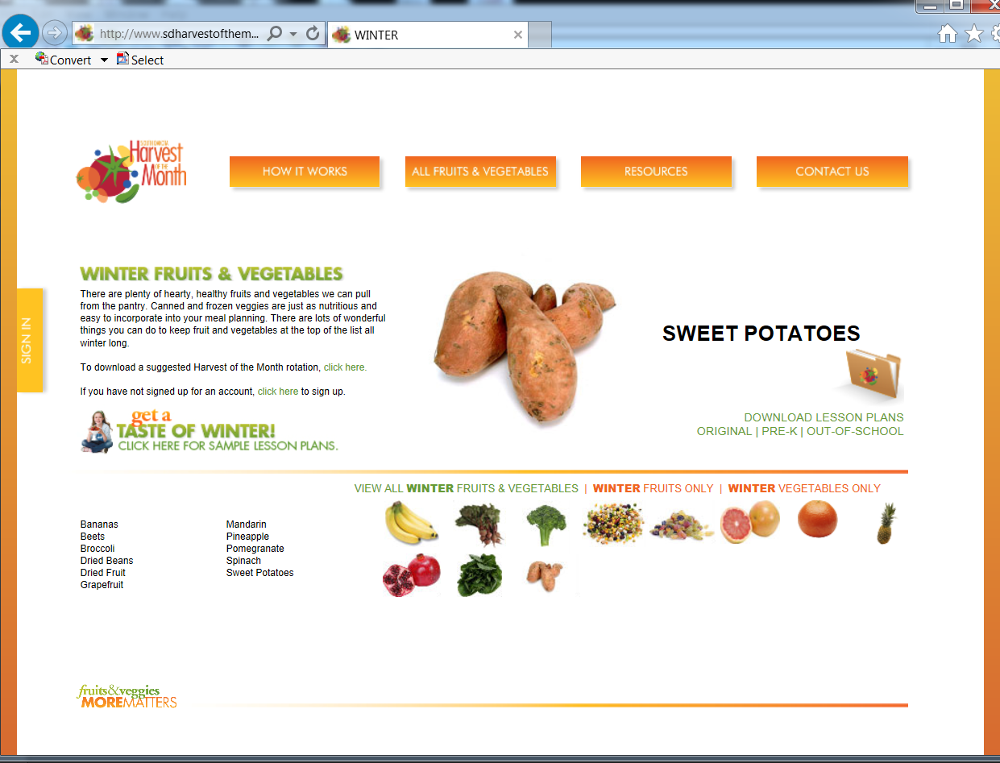 http://www.sdharvestofthem...
WINTER
Convert
Select
SOUTH DAKOTA
Harvest
OF THE
Month
HOW IT WORKS
ALL FRUITS & VEGETABLES
RESOURCES
CONTACT US
SIGN IN
WINTER FRUITS & VEGETABLES
There are plenty of hearty, healthy fruits and vegetables we can pull
from the pantry. Canned and frozen veggies are just as nutritious and
easy to incorporate into your meal planning. There are lots of wonderful
things you can do to keep fruit and vegetables at the top of the list all
winter long.
To download a suggested Harvest of the Month rotation, click here.
If you have not signed up for an account, click here to sign up.
get a
TASTE OF WINTER!
CLICK HERE FOR SAMPLE LESSON PLANS.
SWEET POTATOES
DOWNLOAD LESSON PLANS
ORIGINAL | PRE-K | OUT-OF-SCHOOL
VIEW ALL WINTER FRUITS & VEGETABLES | WINTER FRUITS ONLY | WINTER VEGETABLES ONLY
Bananas
Beets
Broccoli
Dried Beans
Dried Fruit
Grapefruit
Mandarin
Pineapple
Pomegranate
Spinach
Sweet Potatoes
fruits&veggies
MOREMATTERS